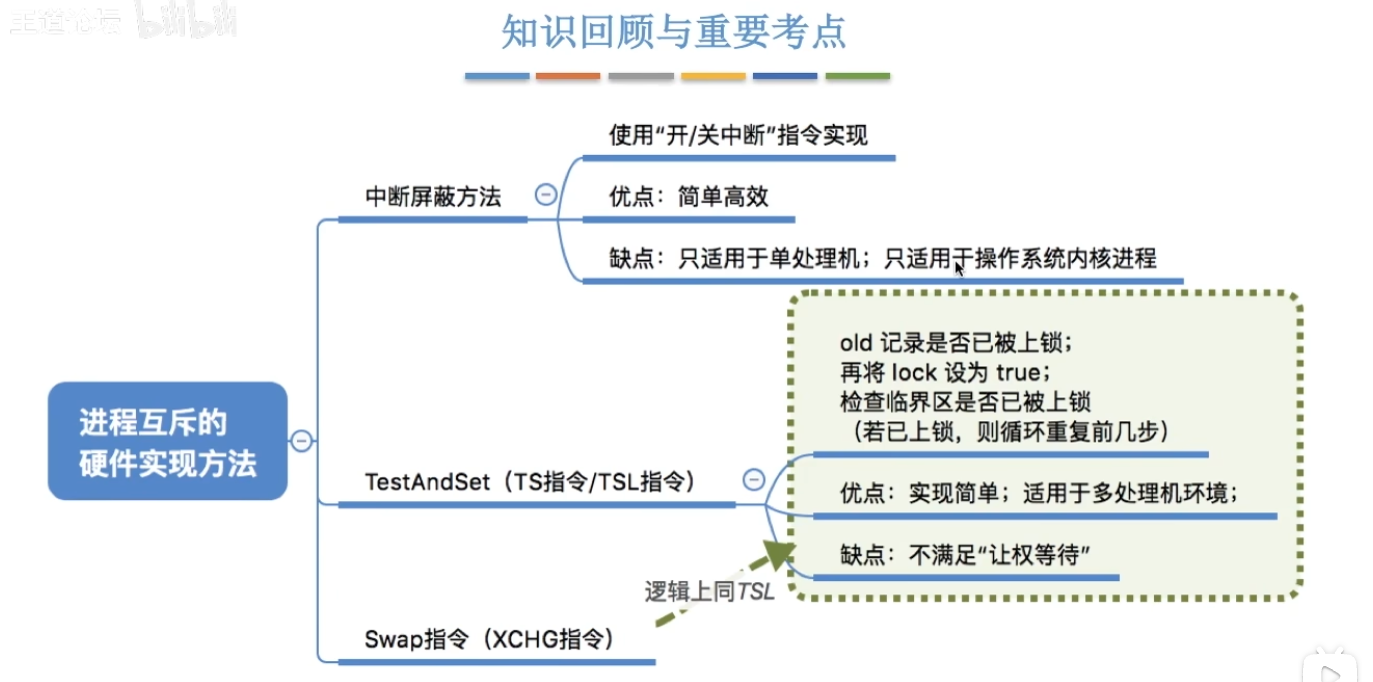 王道论坛 bilibili
知识回顾与重要考点
使用“开/关中断”指令实现
中断屏蔽方法
优点：简单高效
缺点：只适用于单处理机；只适用于操作系统内核进程
old 记录是否已被上锁；
再将 lock 设为 true；
检查临界区是否已被上锁
（若已上锁，则循环重复前几步）
进程互斥的
硬件实现方法
TestAndSet（TS指令/TSL指令）
优点：实现简单；适用于多处理机环境；
缺点：不满足“让权等待”
逻辑上同TSL
Swap指令（XCHG指令）